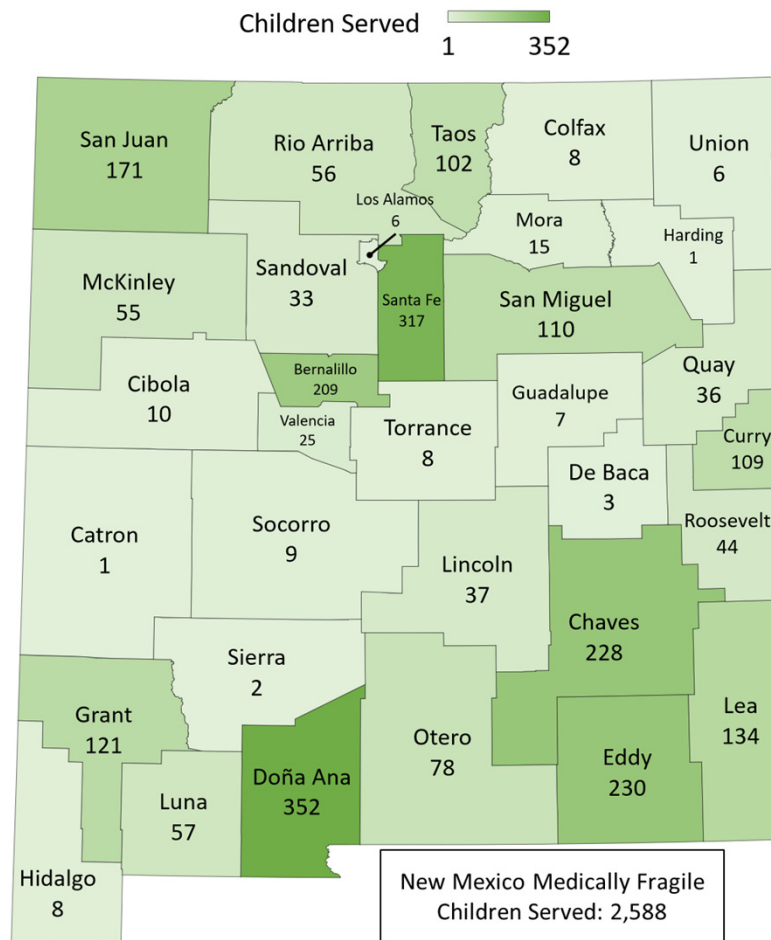 Children Served
1 352
San Juan
171
Rio Arriba
56
Taos
102
Colfax
8
Union
6
Los Alamos
6
Mora
15
Harding
1
McKinley
55
Sandoval
33
Santa Fe
317
San Miguel
110
Bernalillo
209
Cibola
10
Valencia
25
Torrance
8
Guadalupe
7
Quay
36
Curry
109
De Baca
3
Roosevelt
44
Catron
1
Socorro
9
Lincoln
37
Chaves
228
Sierra
2
Grant
121
Doña Ana
352
Otero
78
Eddy
230
Lea
134
Luna
57
Hidalgo
8
New Mexico Medically Fragile
Children Served: 2,588